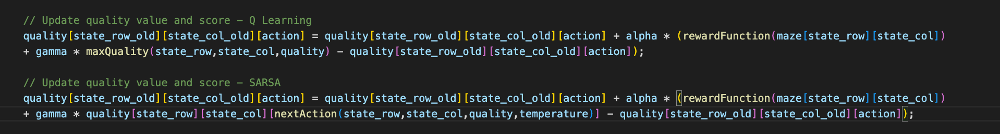 // Update quality value and score - Q Learning
quality[state_row_old][state_col_old][action] = quality[state_row_old][state_col_old][action] + alpha * (rewardFunction(maze[state_row][state_col])
+ gamma * maxQuality(state_row,state_col,quality) - quality[state_row_old][state_col_old][action]);
// Update quality value and score - SARSA
quality[state_row_old][state_col_old][action] = quality[state_row_old][state_col_old][action] + alpha * (rewardFunction(maze[state_row][state_col])
+ gamma * quality[state_row][state_col][nextAction(state_row,state_col,quality,temperature)] - quality[state_row_old][state_col_old][action]);